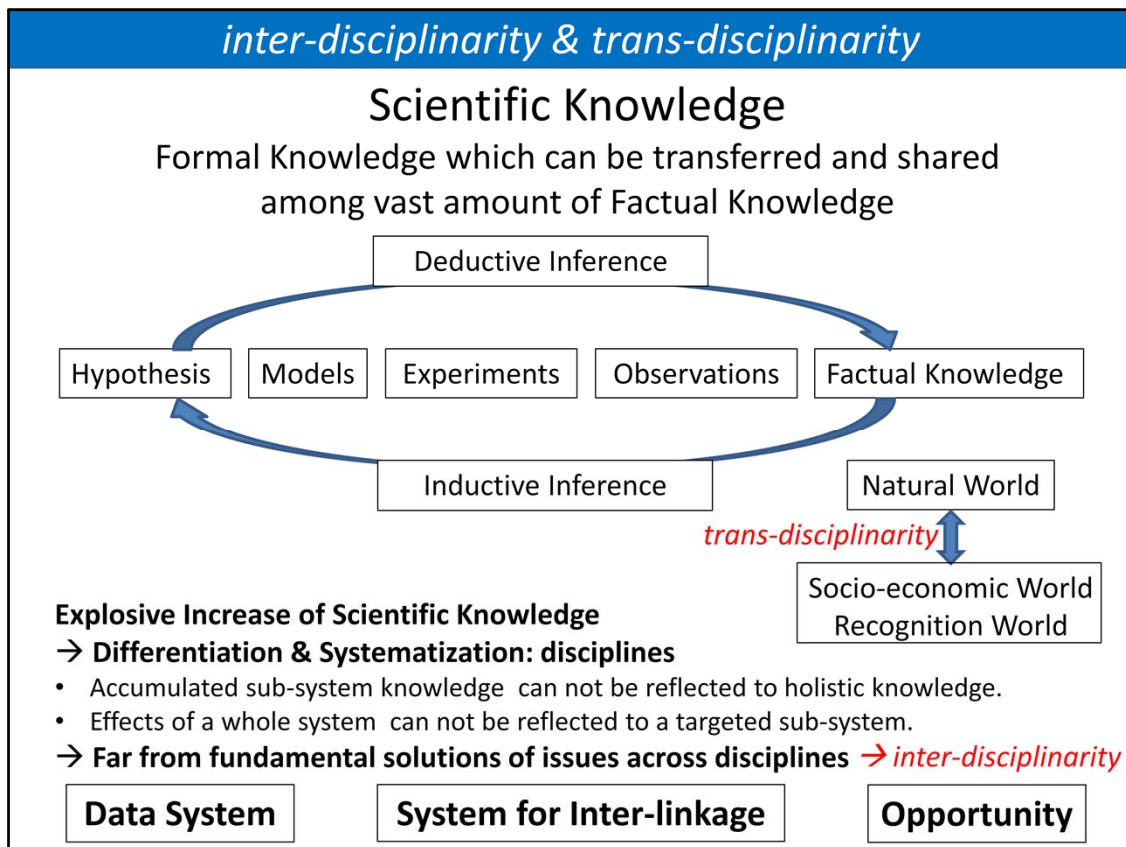 inter-disciplinarity & trans-disciplinarity
Scientific Knowledge
Formal Knowledge which can be transferred and shared
among vast amount of Factual Knowledge
Deductive Inference
Hypothesis
Models
Experiments
Observations
Factual Knowledge
Inductive Inference
Natural World
trans-disciplinarity
Socio-economic World
Recognition World
Explosive Increase of Scientific Knowledge
→ Differentiation & Systematization: disciplines
• Accumulated sub-system knowledge can not be reflected to holistic knowledge.
• Effects of a whole system can not be reflected to a targeted sub-system.
→ Far from fundamental solutions of issues across disciplines → inter-disciplinarity
Data System
System for Inter-linkage
Opportunity